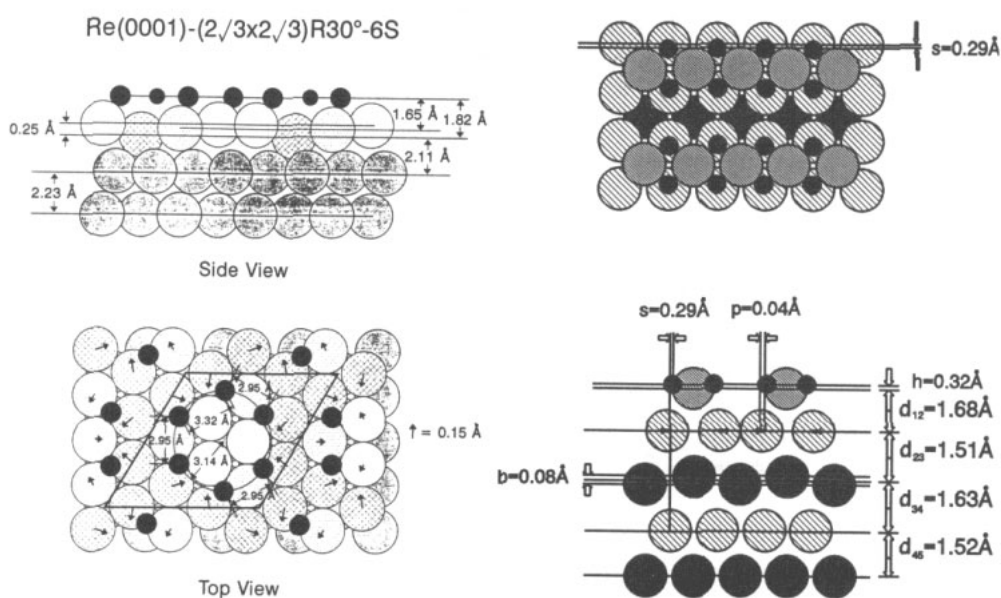 Re(0001)-(2√3x2√3)R30°-6S
0.25 Å
1.65 Å
1.82 Å
2.11 Å
2.23 Å
Side View
2.95 Å
3.32 Å
2.95 Å
3.14 Å
2.95 Å
↑ = 0.15 Å
Top View
s=0.29Å
s=0.29Å
p=0.04Å
h=0.32Å
d₁₂=1.68Å
d₂₃=1.51Å
b=0.08Å
d₃₄=1.63Å
d₄₅=1.52Å